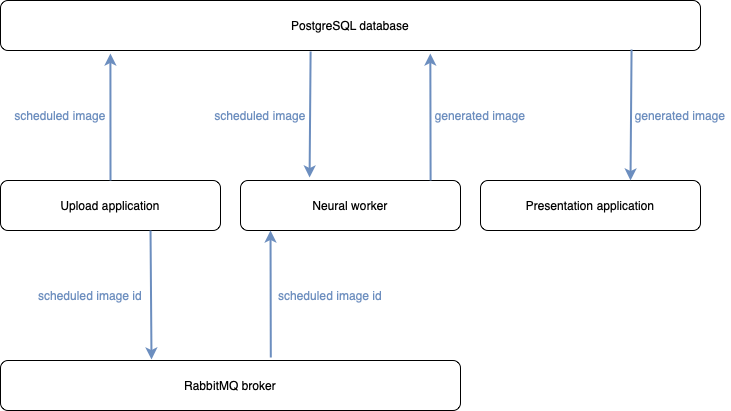 PostgreSQL database
scheduled image
scheduled image
generated image
generated image
Upload application
Neural worker
Presentation application
scheduled image id
scheduled image id
RabbitMQ broker